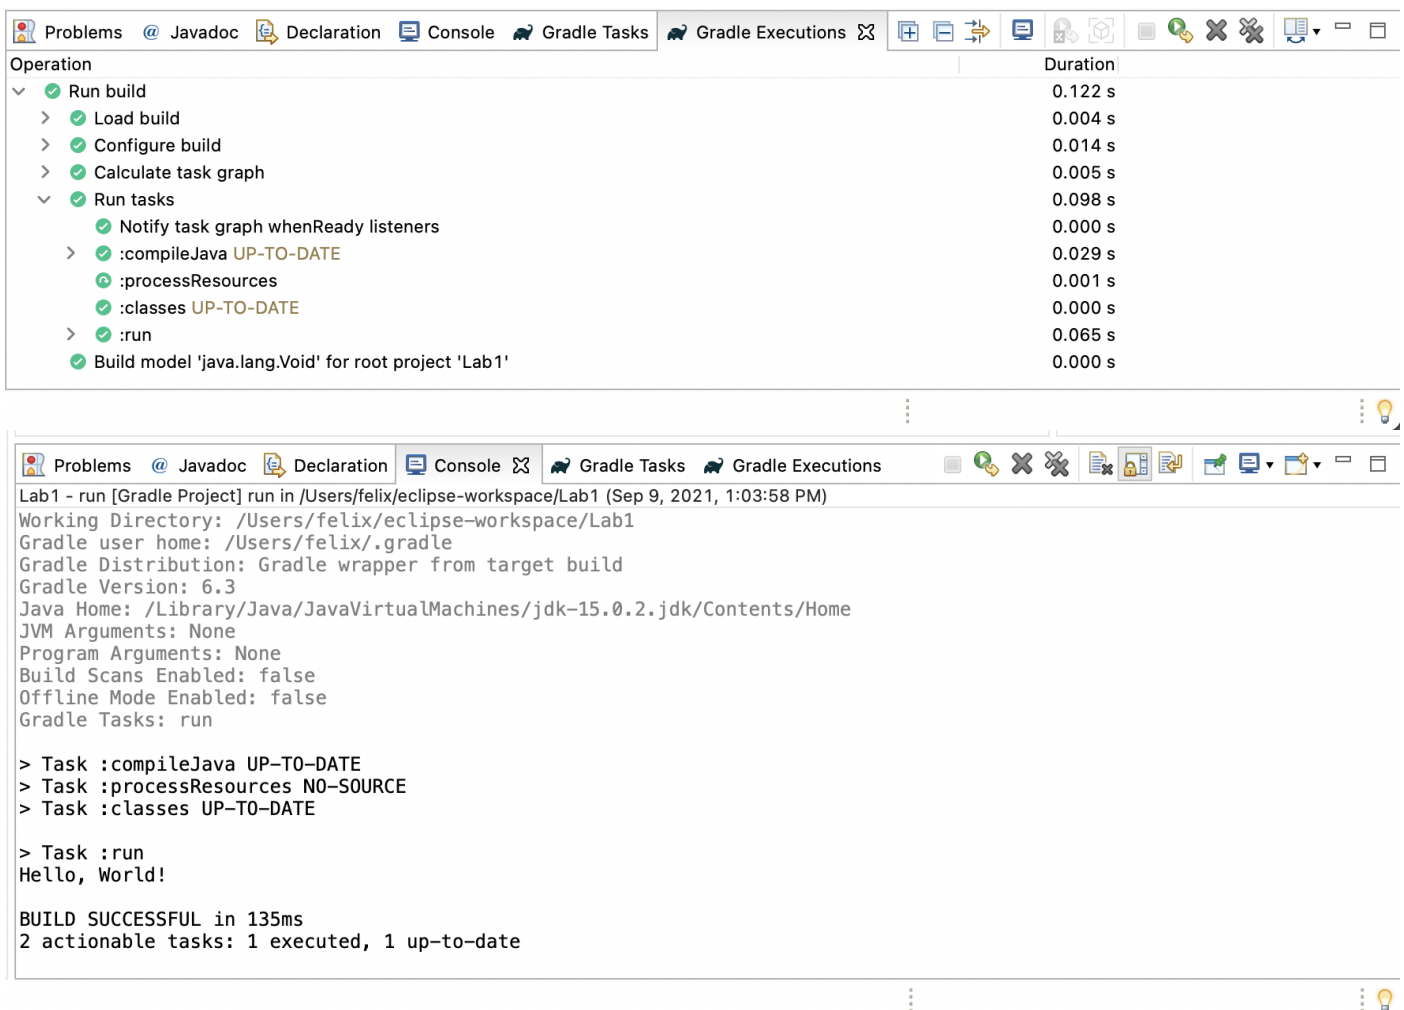 Problems @ Javadoc Declaration Console Gradle Tasks Gradle Executions
Operation Duration
Run build 0.122 s
Load build 0.004 s
Configure build 0.014 s
Calculate task graph 0.005 s
Run tasks 0.098 s
Notify task graph whenReady listeners 0.000 s
:compileJava UP-TO-DATE 0.029 s
:processResources 0.001 s
:classes UP-TO-DATE 0.000 s
:run 0.065 s
Build model 'java.lang.Void' for root project 'Lab1' 0.000 s
Problems @ Javadoc Declaration Console Gradle Tasks Gradle Executions
Lab1 - run [Gradle Project] run in /Users/felix/eclipse-workspace/Lab1 (Sep 9, 2021, 1:03:58 PM)
Working Directory: /Users/felix/eclipse-workspace/Lab1
Gradle user home: /Users/felix/.gradle
Gradle Distribution: Gradle wrapper from target build
Gradle Version: 6.3
Java Home: /Library/Java/JavaVirtualMachines/jdk-15.0.2.jdk/Contents/Home
JVM Arguments: None
Program Arguments: None
Build Scans Enabled: false
Offline Mode Enabled: false
Gradle Tasks: run
> Task :compileJava UP-TO-DATE
> Task :processResources NO-SOURCE
> Task :classes UP-TO-DATE
> Task :run
Hello, World!
BUILD SUCCESSFUL in 135ms
2 actionable tasks: 1 executed, 1 up-to-date